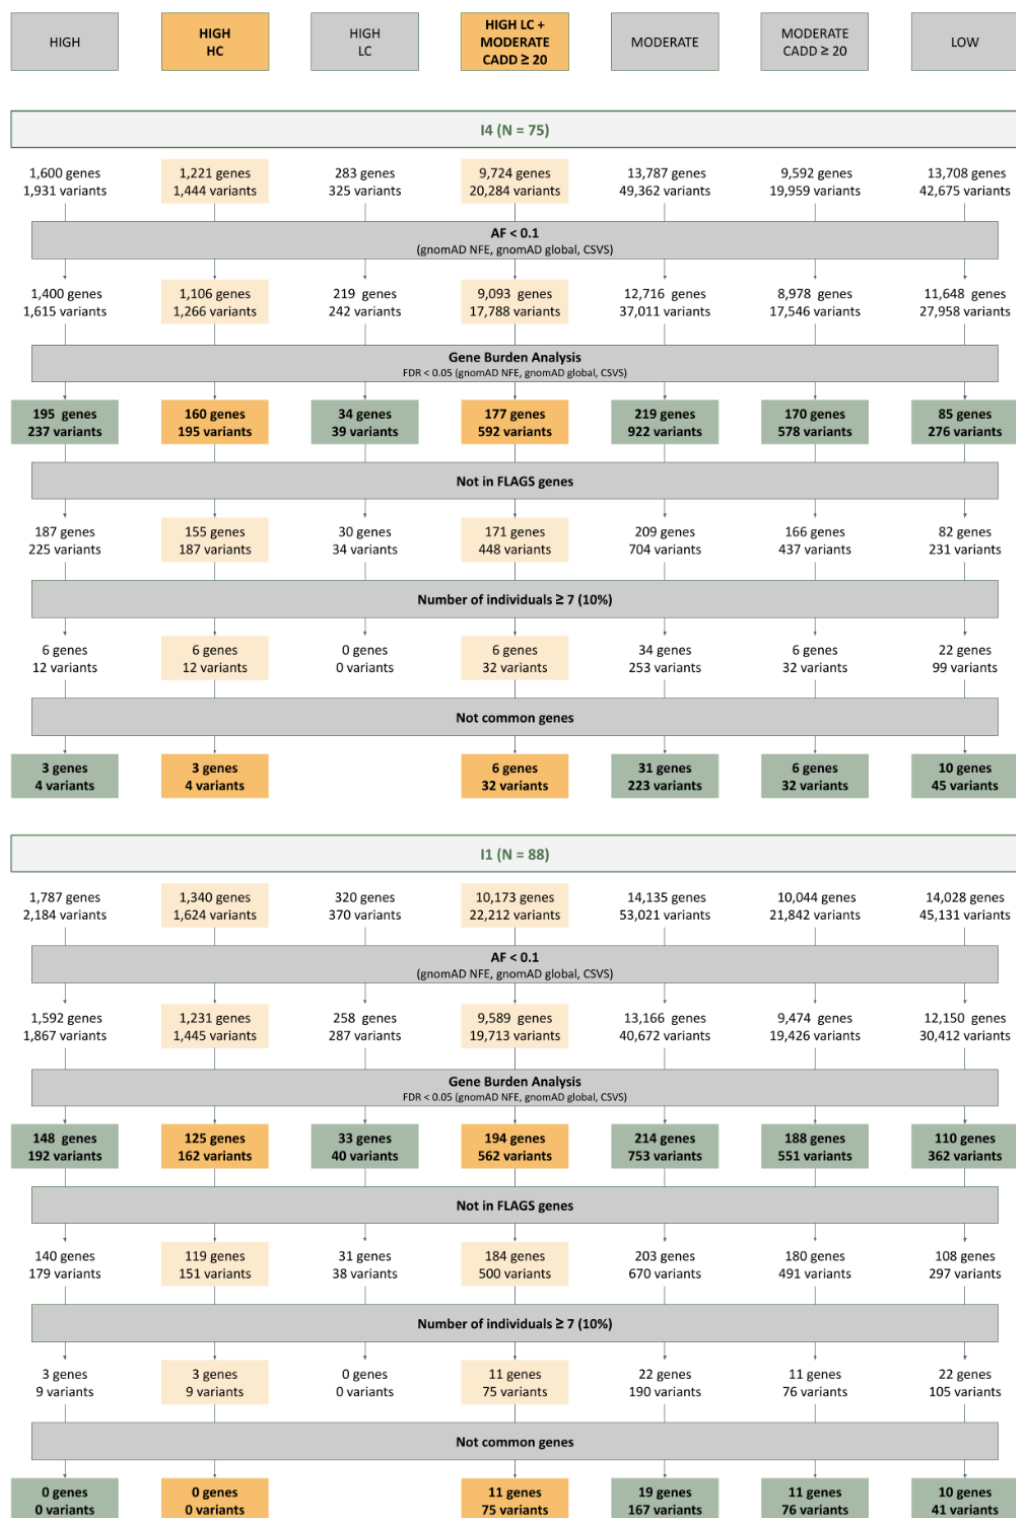 HIGH
HIGH
HC
HIGH
LC
HIGH LC +
MODERATE
CADD ≥ 20
MODERATE
MODERATE
CADD ≥ 20
LOW
I4 (N = 75)
1,600 genes
1,931 variants
1,221 genes
1,444 variants
283 genes
325 variants
9,724 genes
20,284 variants
13,787 genes
49,362 variants
9,592 genes
19,959 variants
13,708 genes
42,675 variants
AF < 0.1
(gnomAD NFE, gnomAD global, CSVS)
1,400 genes
1,615 variants
1,106 genes
1,266 variants
219 genes
242 variants
9,093 genes
17,788 variants
12,716 genes
37,011 variants
8,978 genes
17,546 variants
11,648 genes
27,958 variants
Gene Burden Analysis
FDR < 0.05 (gnomAD NFE, gnomAD global, CSVS)
195 genes
237 variants
160 genes
195 variants
34 genes
39 variants
177 genes
592 variants
219 genes
922 variants
170 genes
578 variants
85 genes
276 variants
Not in FLAGS genes
187 genes
225 variants
155 genes
187 variants
30 genes
34 variants
171 genes
448 variants
209 genes
704 variants
166 genes
437 variants
82 genes
231 variants
Number of individuals ≥ 7 (10%)
6 genes
12 variants
6 genes
12 variants
0 genes
0 variants
6 genes
32 variants
34 genes
253 variants
6 genes
32 variants
22 genes
99 variants
Not common genes
3 genes
4 variants
3 genes
4 variants
6 genes
32 variants
31 genes
223 variants
6 genes
32 variants
10 genes
45 variants
I1 (N = 88)
1,787 genes
2,184 variants
1,340 genes
1,624 variants
320 genes
370 variants
10,173 genes
22,212 variants
14,135 genes
53,021 variants
10,044 genes
21,842 variants
14,028 genes
45,131 variants
AF < 0.1
(gnomAD NFE, gnomAD global, CSVS)
1,592 genes
1,867 variants
1,231 genes
1,445 variants
258 genes
287 variants
9,589 genes
19,713 variants
13,166 genes
40,672 variants
9,474 genes
19,426 variants
12,150 genes
30,412 variants
Gene Burden Analysis
FDR < 0.05 (gnomAD NFE, gnomAD global, CSVS)
148 genes
192 variants
125 genes
162 variants
33 genes
40 variants
194 genes
562 variants
214 genes
753 variants
188 genes
551 variants
110 genes
362 variants
Not in FLAGS genes
140 genes
179 variants
119 genes
151 variants
31 genes
38 variants
184 genes
500 variants
203 genes
670 variants
180 genes
491 variants
108 genes
297 variants
Number of individuals ≥ 7 (10%)
3 genes
9 variants
3 genes
9 variants
0 genes
0 variants
11 genes
75 variants
22 genes
190 variants
11 genes
76 variants
22 genes
105 variants
Not common genes
0 genes
0 variants
0 genes
0 variants
11 genes
75 variants
19 genes
167 variants
11 genes
76 variants
10 genes
41 variants